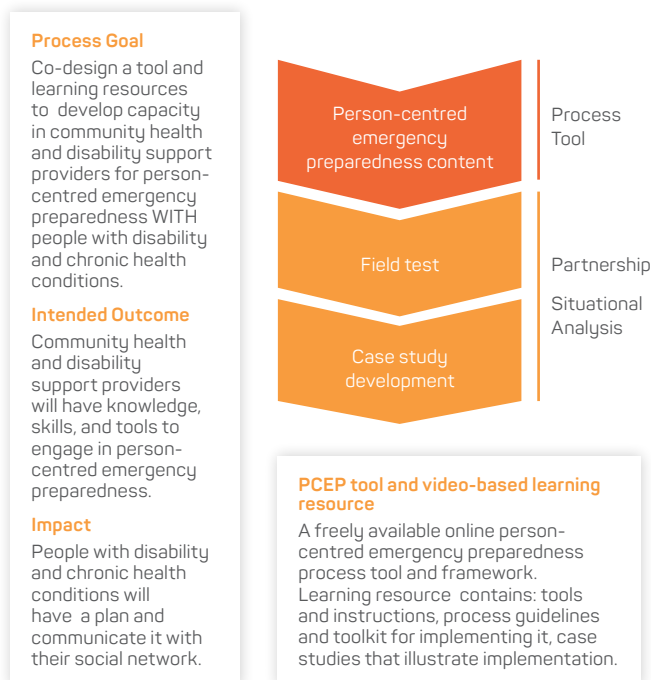 Process Goal
Co-design a tool and
learning resources
to develop capacity
in community health
and disability support
providers for person-
centred emergency
preparedness WITH
people with disability
and chronic health
conditions.
Intended Outcome
Community health
and disability
support providers
will have knowledge,
skills, and tools to
engage in person-
centred emergency
preparedness.
Impact
People with disability
and chronic health
conditions will
have a plan and
communicate it with
their social network.
Person-centred
emergency
preparedness content
Process
Tool
Field test
Case study
development
Partnership
Situational
Analysis
PCEP tool and video-based learning
resource
A freely available online person-
centred emergency preparedness
process tool and framework.
Learning resource contains: tools
and instructions, process guidelines
and toolkit for implementing it, case
studies that illustrate implementation.